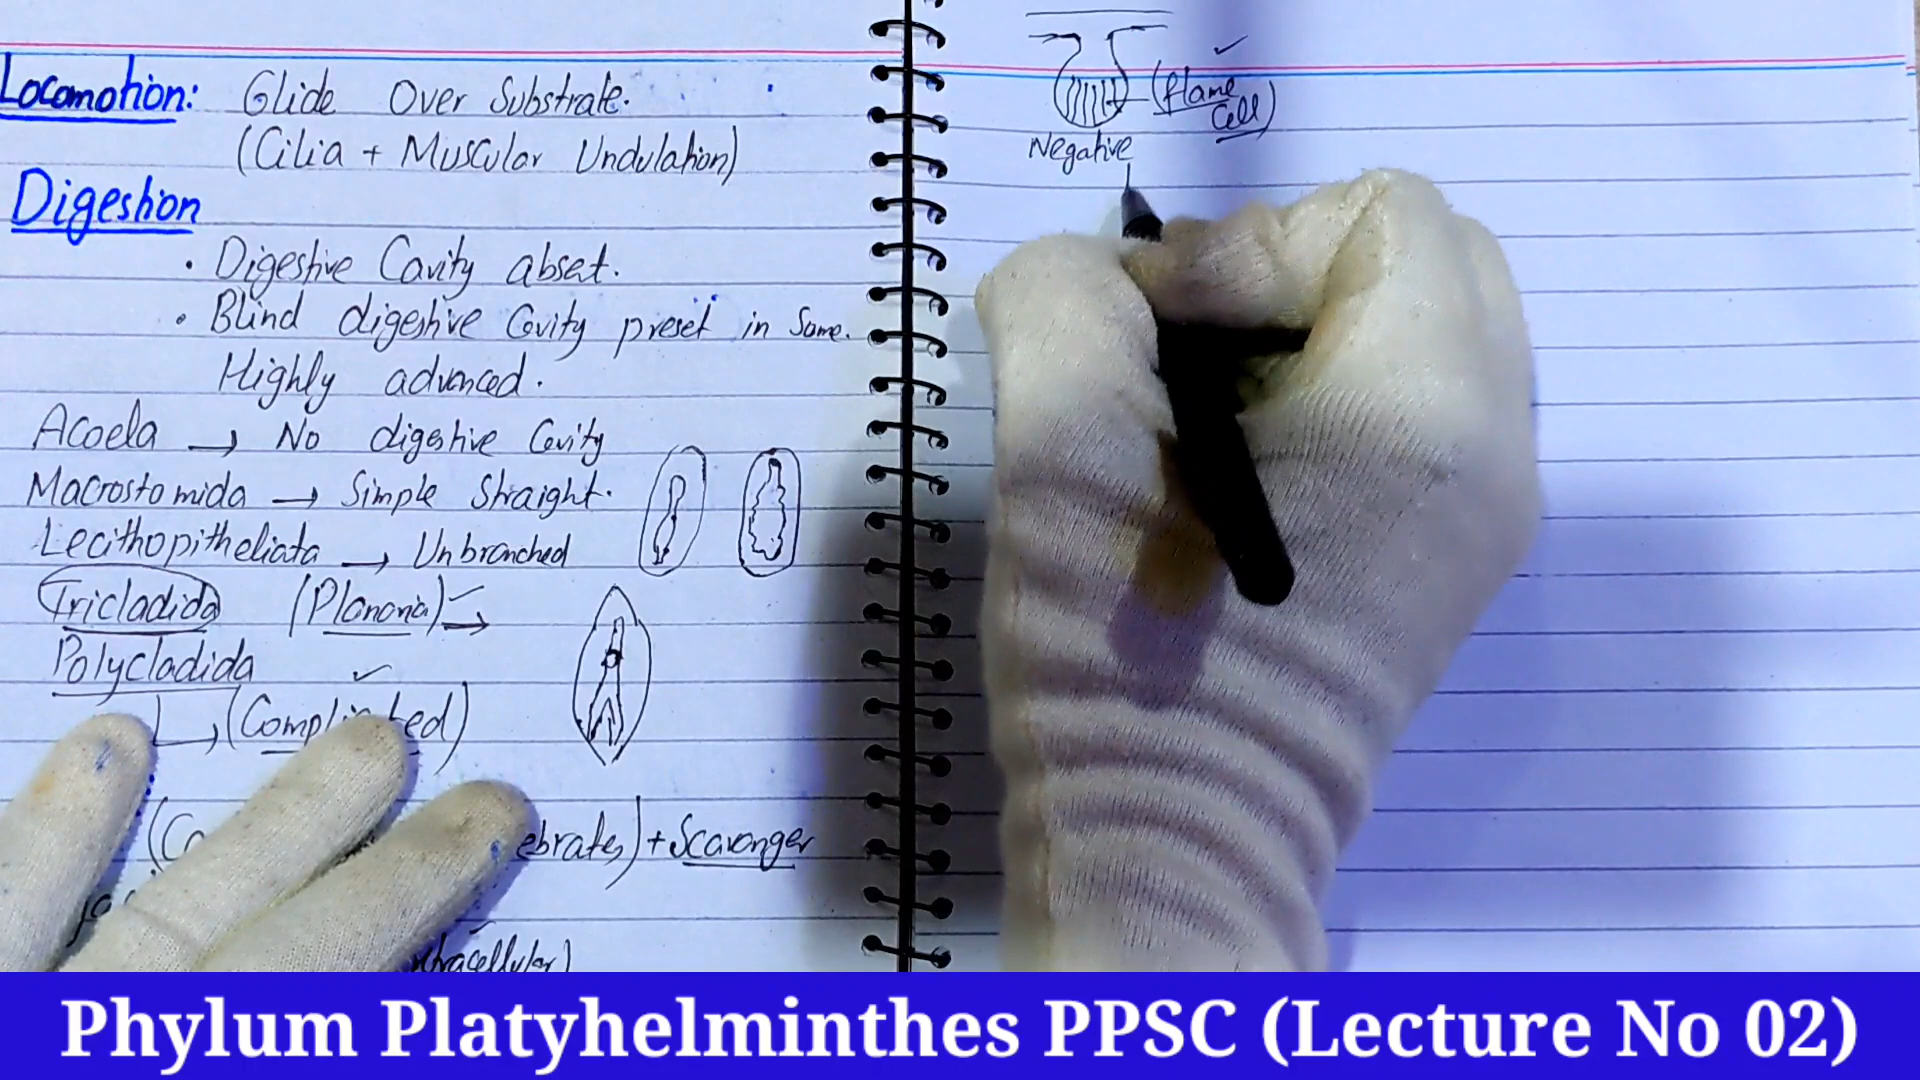 Locomotion: Glide Over Substrate.
(Cilia + Muscular Undulation)
Digestion
• Digestive Cavity abset.
• Blind digestive Cavity preset in Some.
Highly advanced.
Acoela → No digestive Cavity
Macrostomida → Simple Straight.
Lecithopitheliata → Unbranched
Tricladida (Planaria) →
Polycladida
ebrates) + Scavenger
(Flame
Cell)
Negative
Phylum Platyhelminthes PPSC (Lecture No 02)